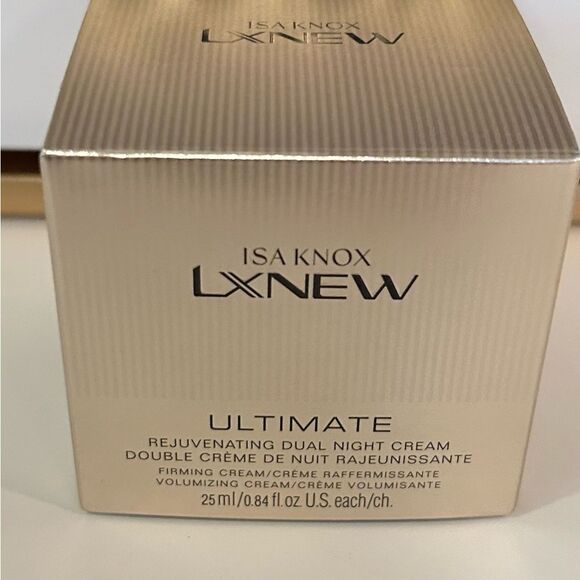 ISA KNOX
LXNEW
ISA KNOX
LXNEW
ULTIMATE
REJUVENATING DUAL NIGHT CREAM
DOUBLE CRÈME DE NUIT RAJEUNISSANTE
FIRMING CREAM/CRÈME RAFFERMISSANTE
VOLUMIZING CREAM/CRÈME VOLUMISANTE
25 ml/0.84 fl.oz. U.S. each/ch.